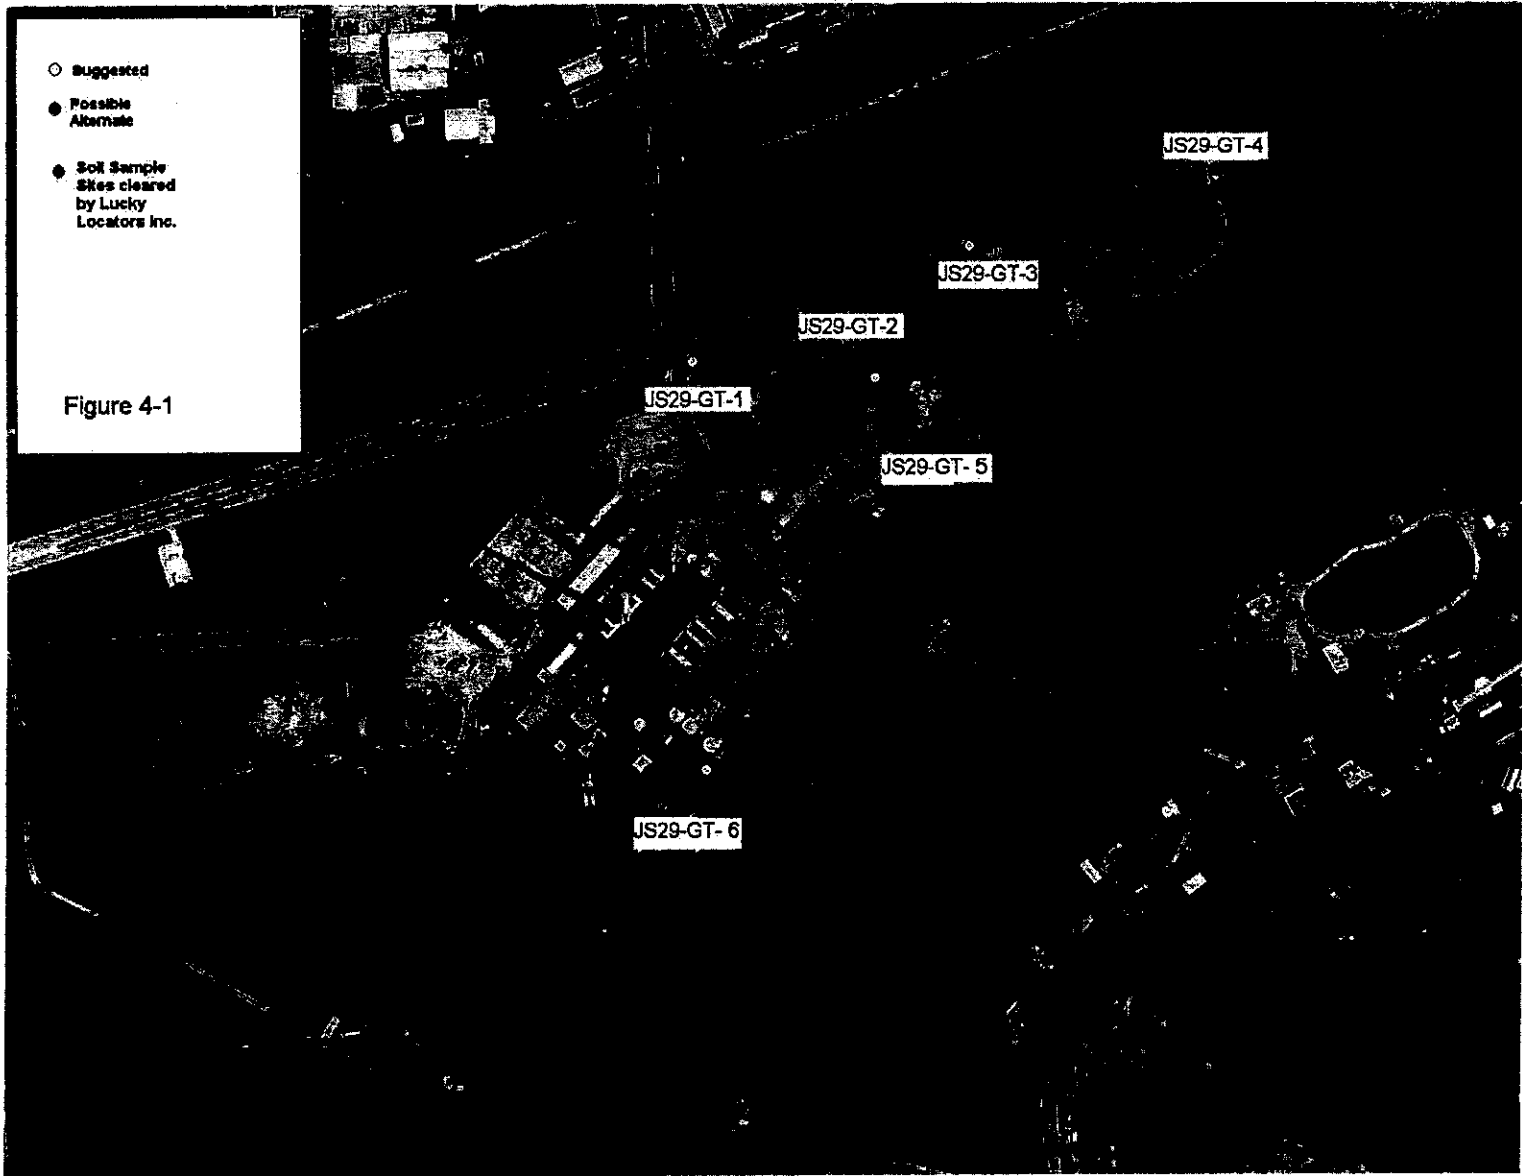 Suggested
Possible
Alternate
Soil Sample
Sites cleared
by Lucky
Locators Inc.
Figure 4-1
JS29-GT-4
JS29-GT-3
JS29-GT-2
JS29-GT-1
JS29-GT- 5
JS29-GT- 6